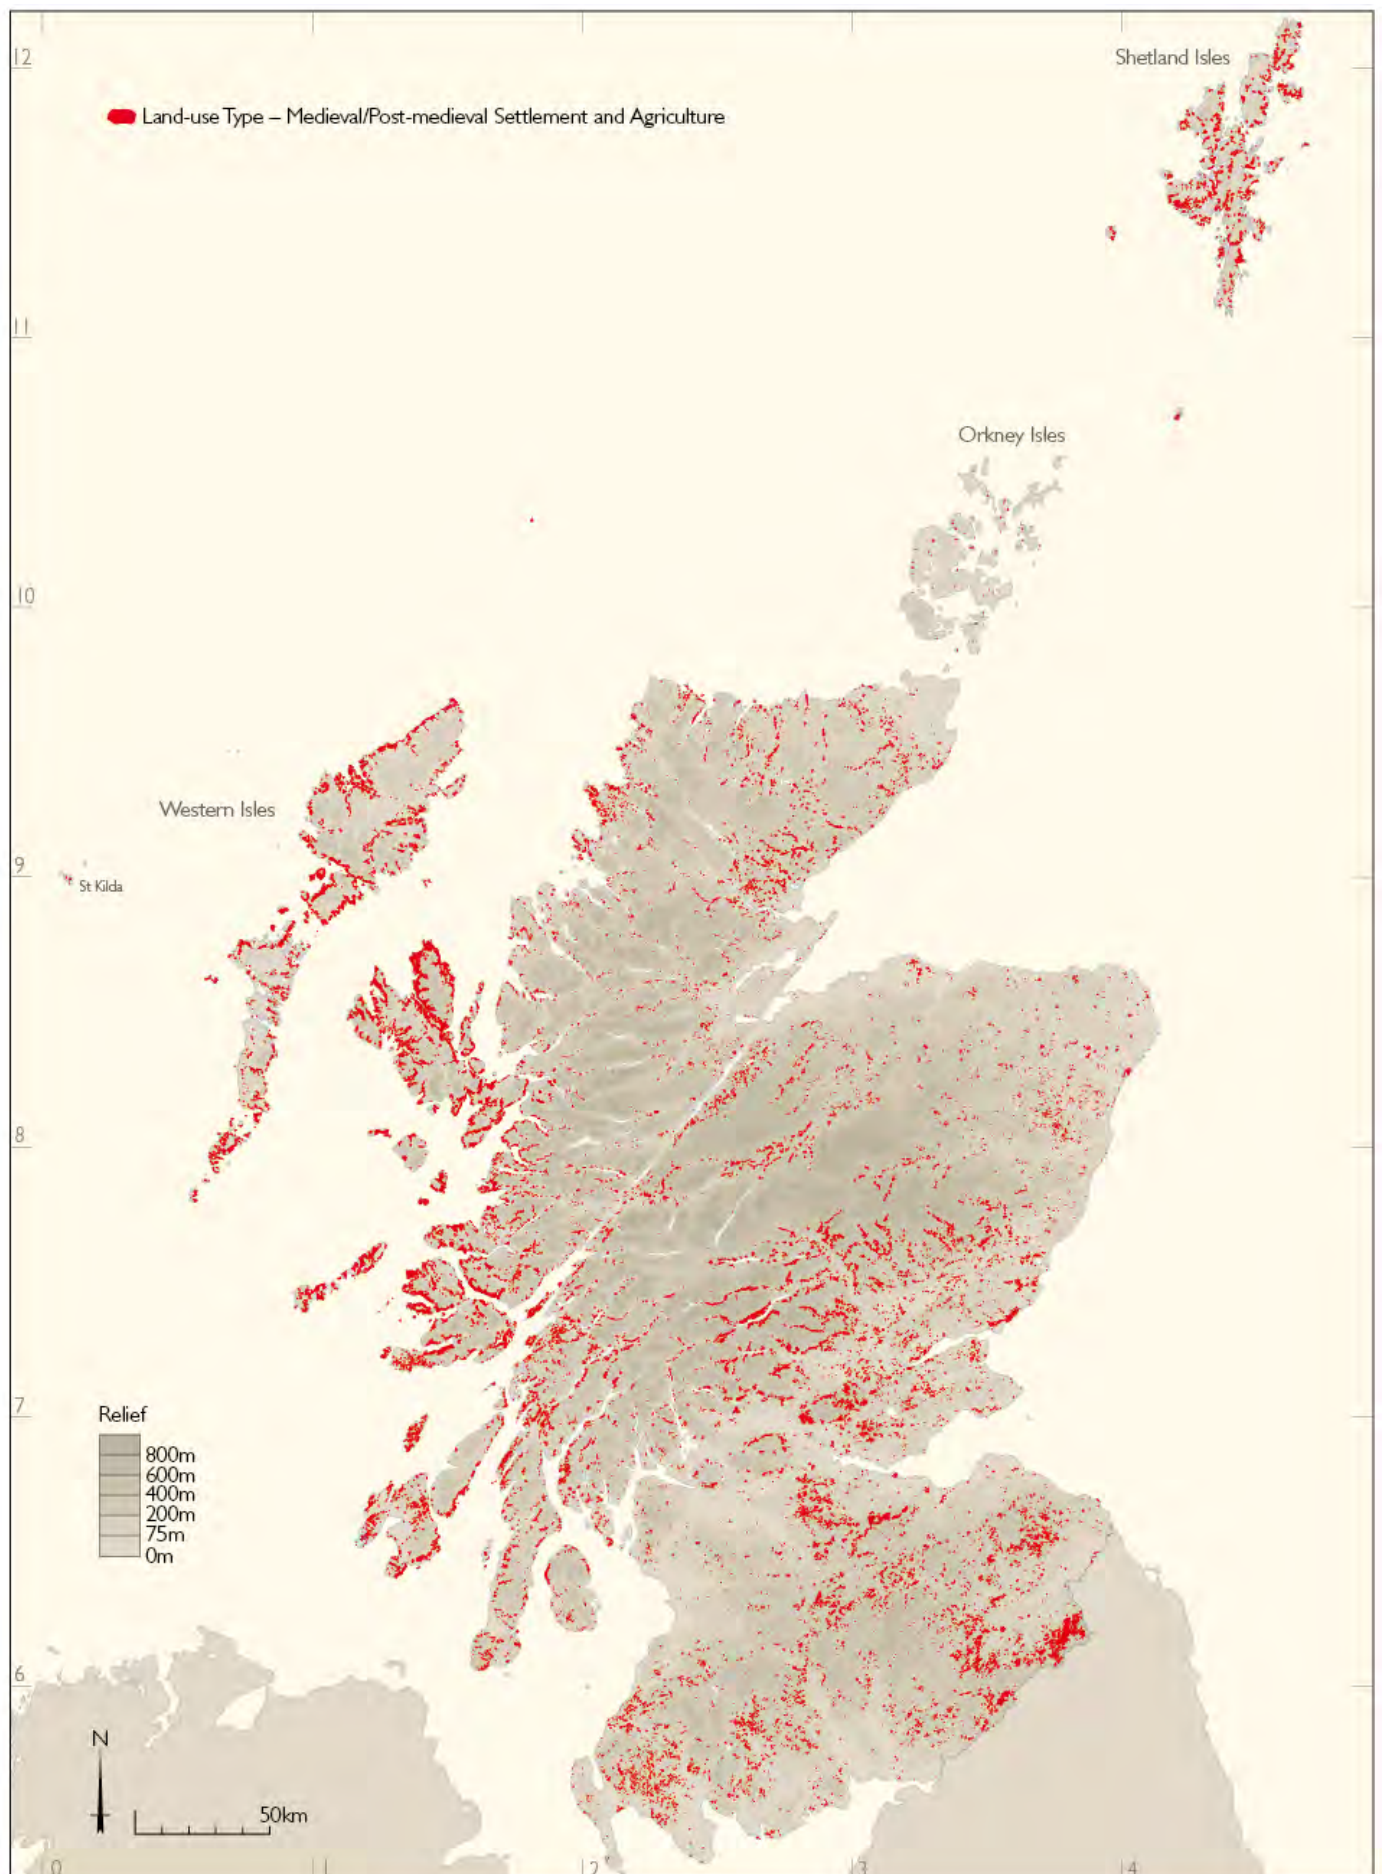 12
Shetland Isles
Land-use Type – Medieval/Post-medieval Settlement and Agriculture
11
Orkney Isles
10
Western Isles
9
St Kilda
8
7
Relief
800m
600m
400m
200m
75m
0m
6
N
50km
0
1
2
3
4